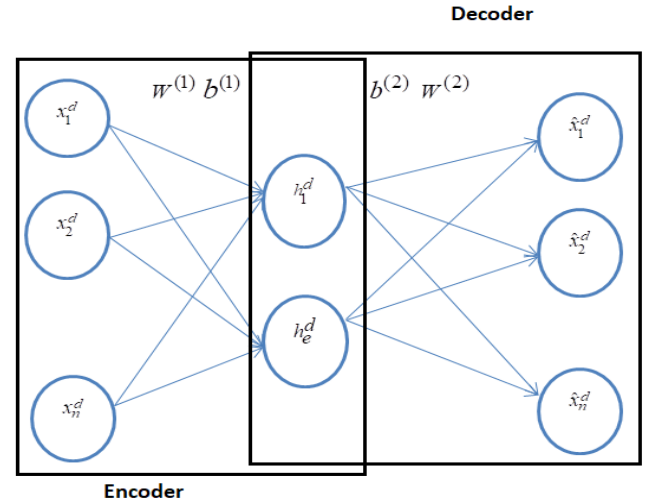 Decoder
w^{(1)} b^{(1)}
b^{(2)} w^{(2)}
x_1^d
x_2^d
x_n^d
h_1^d
h_e^d
x̂_1^d
x̂_2^d
x̂_n^d
Encoder